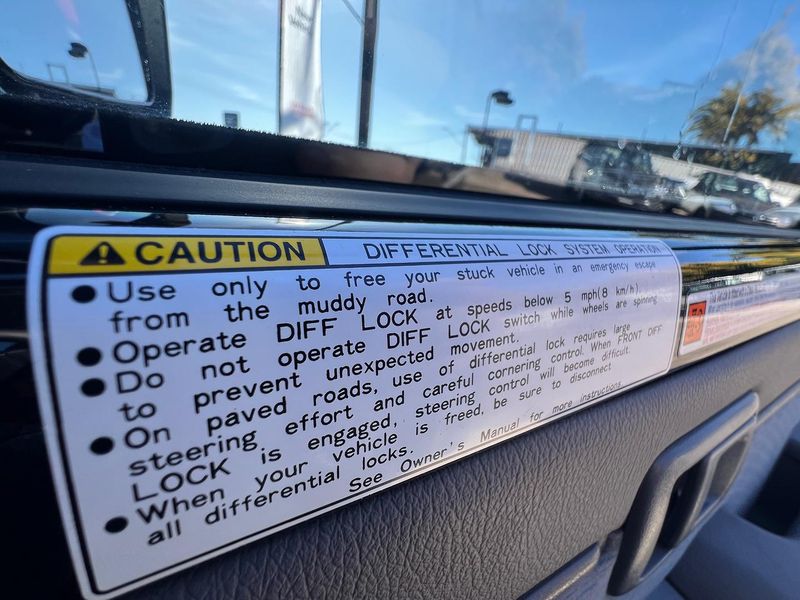 CAUTION DIFFERENTIAL LOCK SYSTEM OPERATION
● Use only to free your stuck vehicle in an emergency escape
from the muddy road.
● Operate DIFF LOCK at speeds below 5 mph(8 km/h).
● Do not operate DIFF LOCK switch while wheels are spinning
to prevent unexpected movement.
● On paved roads, use of differential lock requires large
steering effort and careful cornering control. When FRONT DIFF
LOCK is engaged, steering control will become difficult.
● When your vehicle is freed, be sure to disconnect
all differential locks.
See Owner's Manual for more instructions.